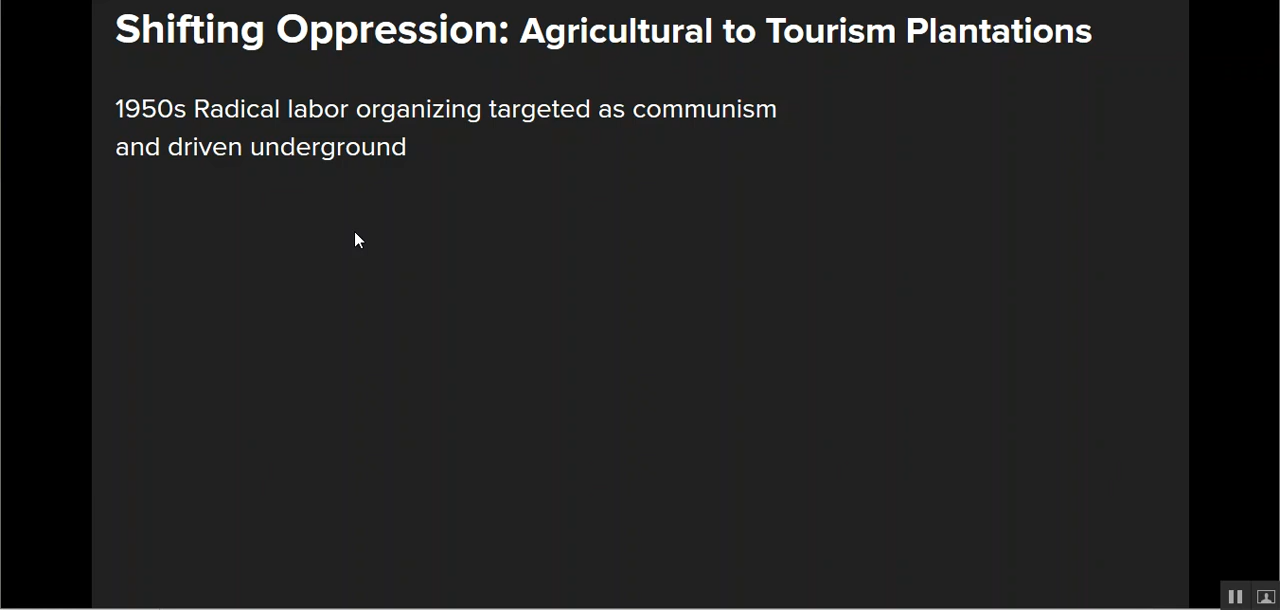 Shifting Oppression: Agricultural to Tourism Plantations
1950s Radical labor organizing targeted as communism
and driven underground